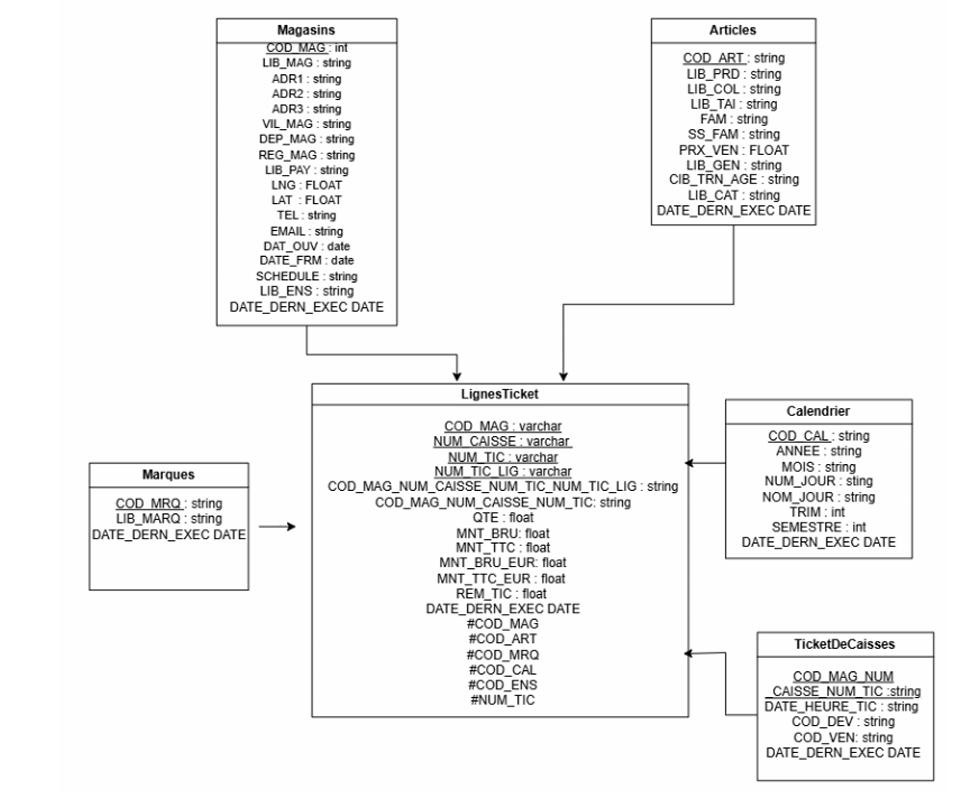 Magasins
COD_MAG : int
LIB_MAG : string
ADR1 : string
ADR2 : string
ADR3 : string
VIL_MAG : string
DEP_MAG : string
REG_MAG : string
LIB_PAY : string
LNG : FLOAT
LAT : FLOAT
TEL : string
EMAIL : string
DAT_OUV : date
DATE_FRM : date
SCHEDULE : string
LIB_ENS : string
DATE_DERN_EXEC DATE
Articles
COD_ART : string
LIB_PRD : string
LIB_COL : string
LIB_TAI : string
FAM : string
SS_FAM : string
PRX_VEN : FLOAT
LIB_GEN : string
CIB_TRN_AGE : string
LIB_CAT : string
DATE_DERN_EXEC DATE
Marques
COD_MRQ : string
LIB_MARQ : string
DATE_DERN_EXEC DATE
LignesTicket
COD_MAG : varchar
NUM_CAISSE : varchar
NUM_TIC : varchar
NUM_TIC_LIG : varchar
COD_MAG_NUM_CAISSE_NUM_TIC_NUM_TIC_LIG : string
COD_MAG_NUM_CAISSE_NUM_TIC: string
QTE : float
MNT_BRU: float
MNT_TTC : float
MNT_BRU_EUR: float
MNT_TTC_EUR : float
REM_TIC : float
DATE_DERN_EXEC DATE
#COD_MAG
#COD_ART
#COD_MRQ
#COD_CAL
#COD_ENS
#NUM_TIC
Calendrier
COD_CAL : string
ANNEE : string
MOIS : string
NUM_JOUR : sting
NOM_JOUR : string
TRIM : int
SEMESTRE : int
DATE_DERN_EXEC DATE
TicketDeCaisses
COD_MAG_NUM
_CAISSE_NUM_TIC :string
DATE_HEURE_TIC : string
COD_DEV : string
COD_VEN: string
DATE_DERN_EXEC DATE